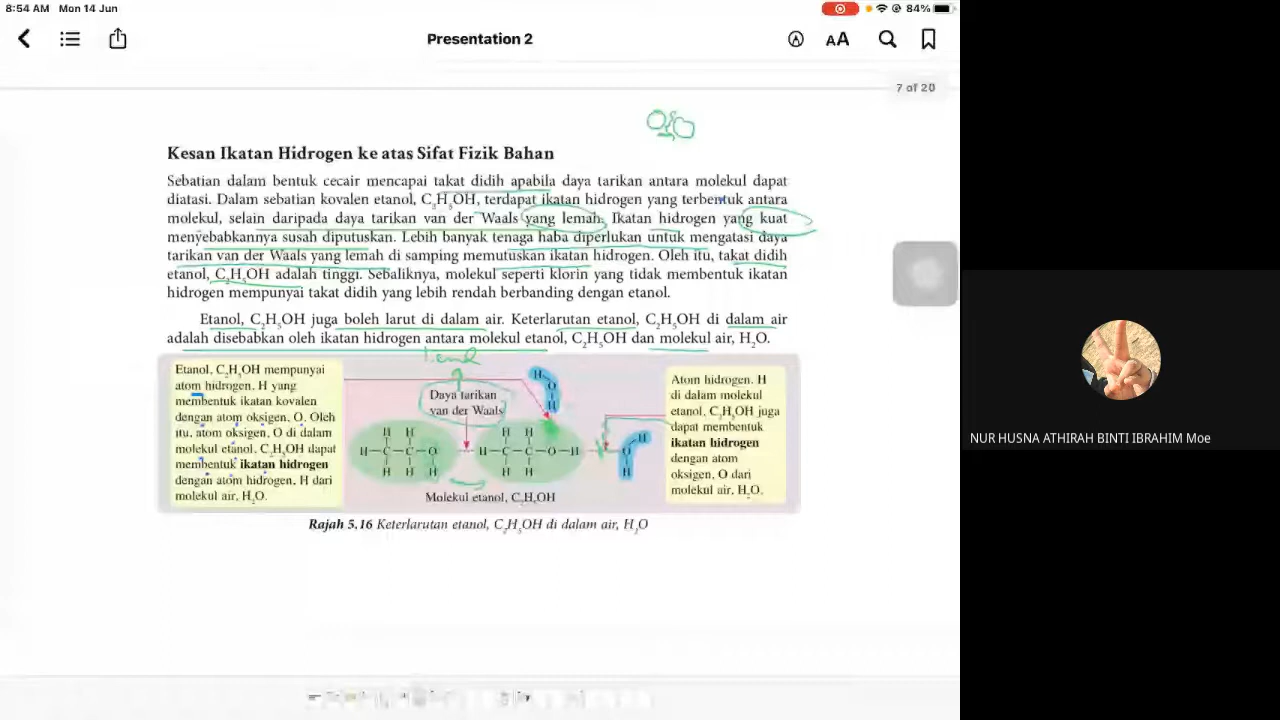 8:54 AM Mon 14 Jun
84%
Presentation 2
AA
7 of 20
Kesan Ikatan Hidrogen ke atas Sifat Fizik Bahan
Sebatian dalam bentuk cecair mencapai takat didih apabila daya tarikan antara molekul dapat
diatasi. Dalam sebatian kovalen etanol, C₂H₅OH, terdapat ikatan hidrogen yang terbentuk antara
molekul, selain daripada daya tarikan van der Waals yang lemah. Ikatan hidrogen yang kuat
menyebabkannya susah diputuskan. Lebih banyak tenaga haba diperlukan untuk mengatasi daya
tarikan van der Waals yang lemah di samping memutuskan ikatan hidrogen. Oleh itu, takat didih
etanol, C₂H₅OH adalah tinggi. Sebaliknya, molekul seperti klorin yang tidak membentuk ikatan
hidrogen mempunyai takat didih yang lebih rendah berbanding dengan etanol.
Etanol, C₂H₅OH juga boleh larut di dalam air. Keterlarutan etanol, C₂H₅OH di dalam air
adalah disebabkan oleh ikatan hidrogen antara molekul etanol, C₂H₅OH dan molekul air, H₂O.
Etanol, C₂H₅OH mempunyai
atom hidrogen, H yang
membentuk ikatan kovalen
dengan atom oksigen, O. Oleh
itu, atom oksigen, O di dalam
molekul etanol, C₂H₅OH dapat
membentuk ikatan hidrogen
dengan atom hidrogen, H dari
molekul air, H₂O.
Daya tarikan
van der Waals
H
O
H
H H
H–C–C–O
H H H
H H
H–C–C–O–H
H H
H
O
H
Molekul etanol, C₂H₅OH
Atom hidrogen, H
di dalam molekul
etanol, C₂H₅OH juga
dapat membentuk
ikatan hidrogen
dengan atom
oksigen, O dari
molekul air, H₂O.
Rajah 5.16 Keterlarutan etanol, C₂H₅OH di dalam air, H₂O
NUR HUSNA ATHIRAH BINTI IBRAHIM Moe